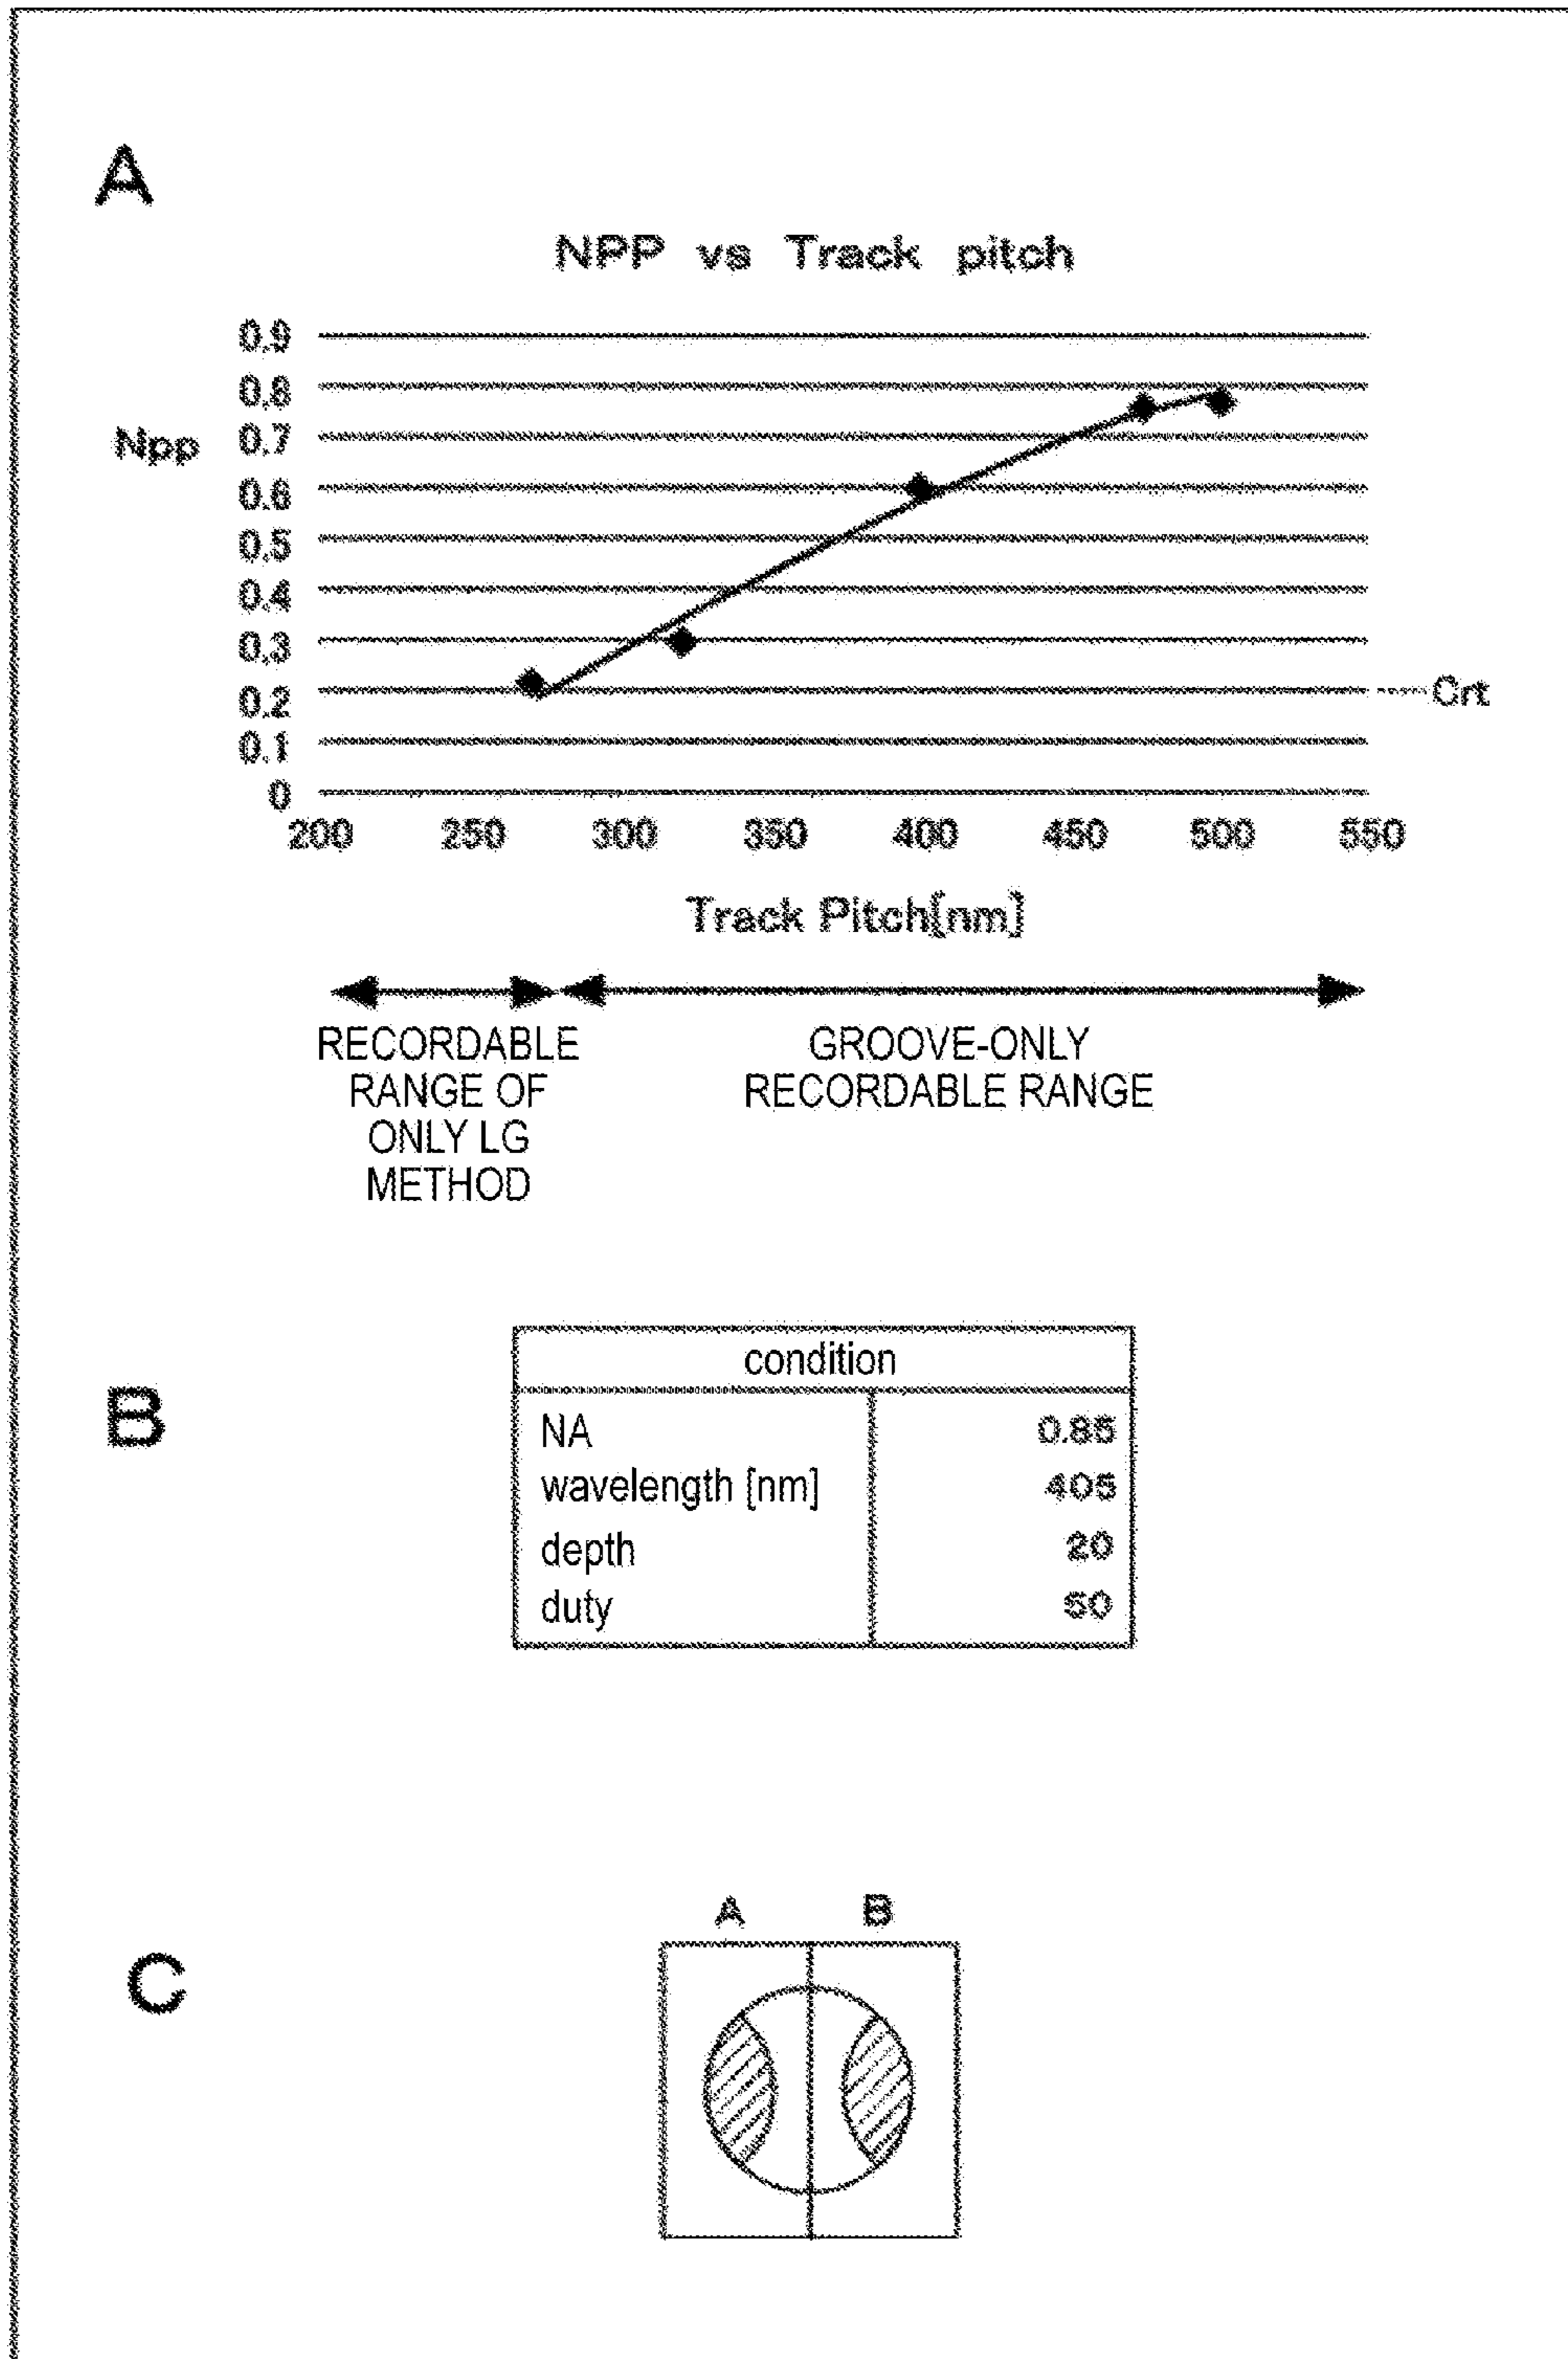 A
NPP vs Track pitch
Npp
0.9
0.8
0.7
0.6
0.5
0.4
0.3
0.2
0.1
0
Crt
200 250 300 350 400 450 500 550
Track Pitch[nm]
RECORDABLE
RANGE OF
ONLY LG
METHOD
GROOVE-ONLY
RECORDABLE RANGE
B
condition
NA 0.85
wavelength [nm] 405
depth 20
duty 50
C
A B